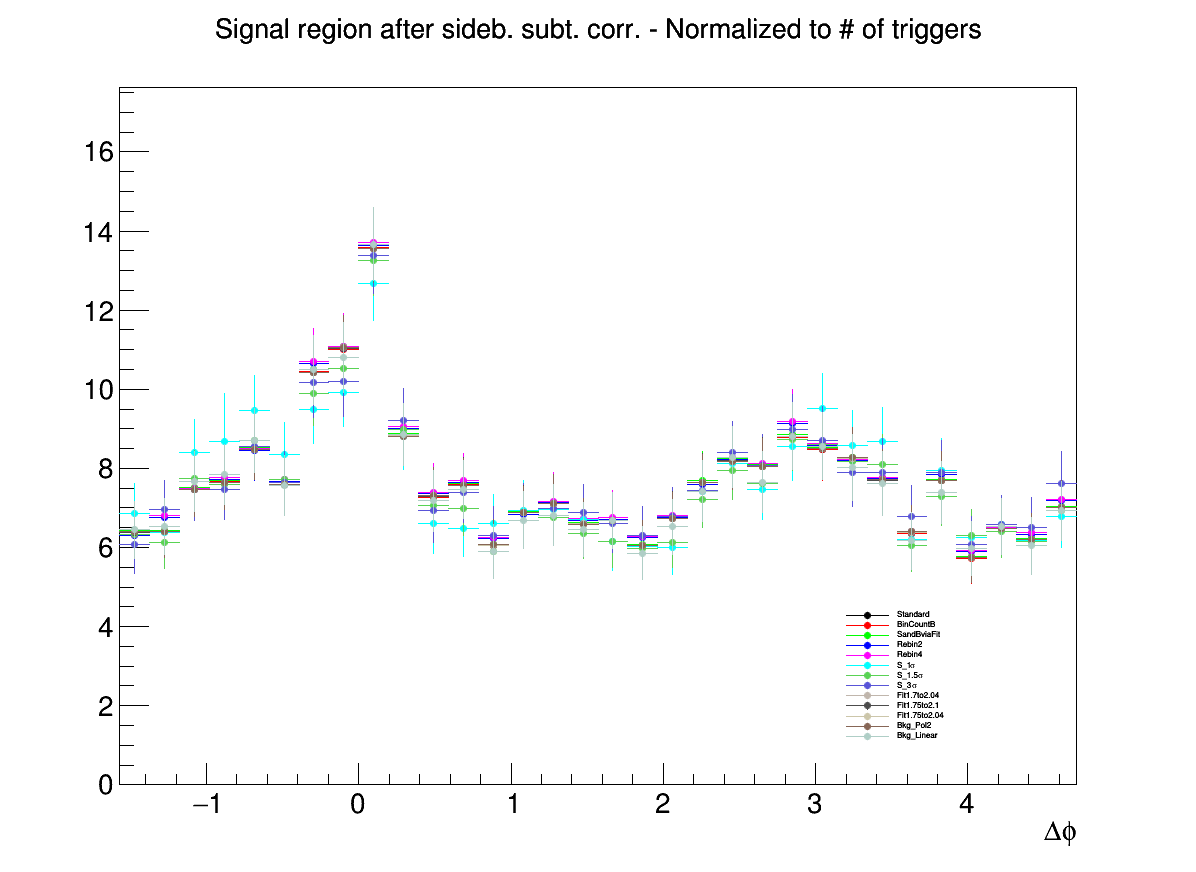 Signal region after sideb. subt. corr. - Normalized to # of triggers
16
14
12
10
8
6
4
2
0
−1 0 1 2 3 4
Δϕ
Standard
BinCountB
SandBviaFit
Rebin2
Rebin4
S_1σ
S_1.5σ
S_3σ
Fit1.7to2.04
Fit1.75to2.1
Fit1.75to2.04
Bkg_Pol2
Bkg_Linear